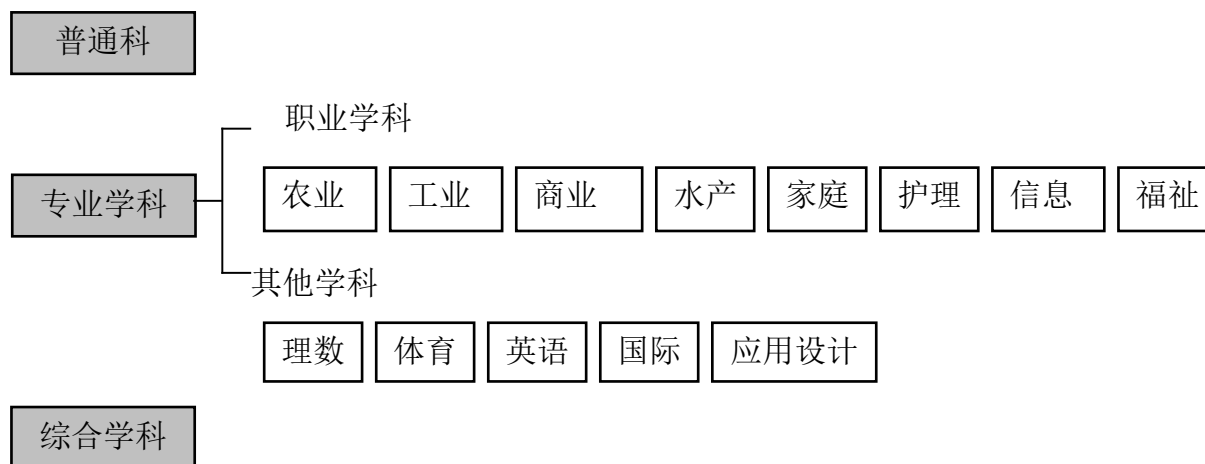 普通科
职业学科
专业学科
农业 工业 商业 水产 家庭 护理 信息 福祉
其他学科
理数 体育 英语 国际 应用设计
综合学科